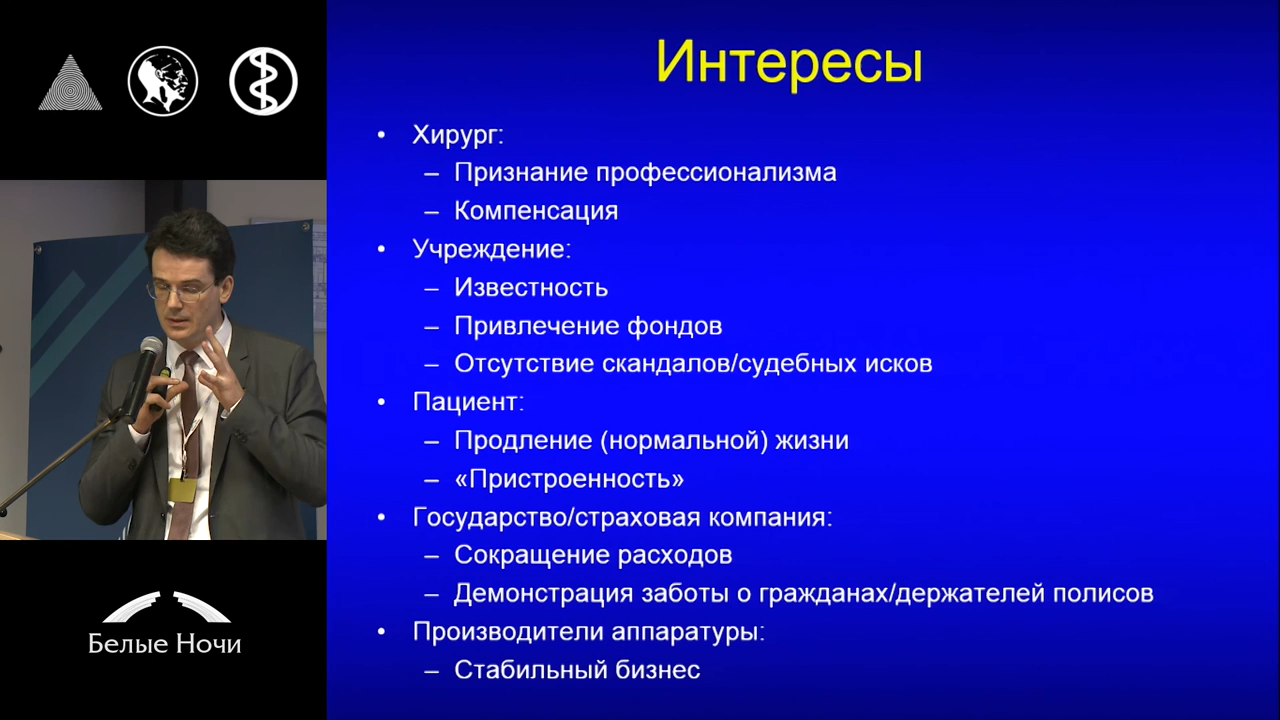 Интересы
• Хирург:
– Признание профессионализма
– Компенсация
• Учреждение:
– Известность
– Привлечение фондов
– Отсутствие скандалов/судебных исков
• Пациент:
– Продление (нормальной) жизни
– «Пристроенность»
• Государство/страховая компания:
– Сокращение расходов
– Демонстрация заботы о гражданах/держателей полисов
• Производители аппаратуры:
– Стабильный бизнес
Белые Ночи